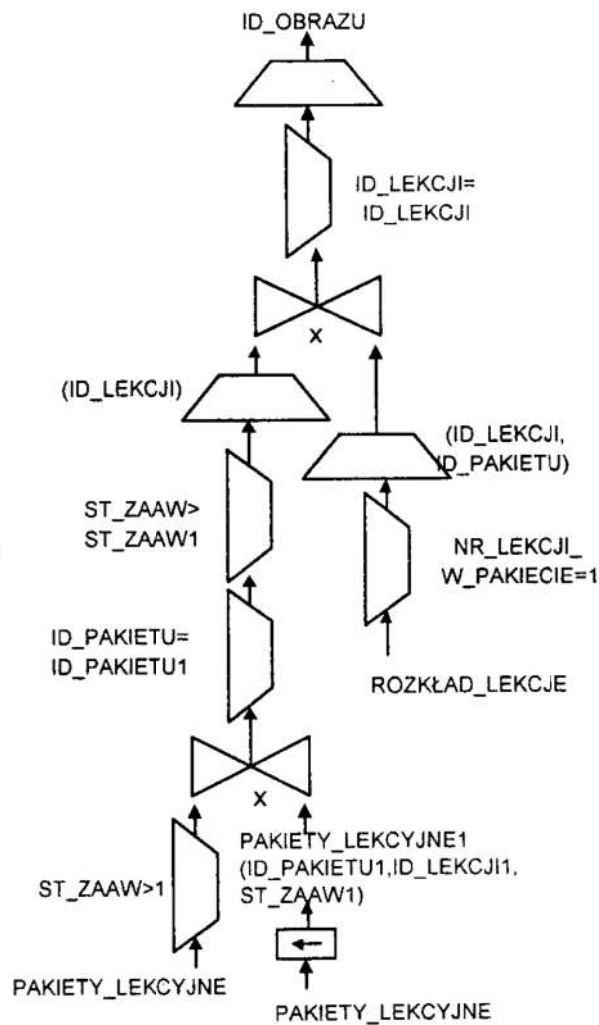 ID_OBRAZU
ID_LEKCJI=
ID_LEKCJI
X
(ID_LEKCJI)
(ID_LEKCJI,
ID_PAKIETU)
ST_ZAAW>
ST_ZAAW1
NR_LEKCJI_
W_PAKIECIE=1
ID_PAKIETU=
ID_PAKIETU1
ROZKŁAD_LEKCJE
X
PAKIETY_LEKCYJNE1
(ID_PAKIETU1,ID_LEKCJI1,
ST_ZAAW1)
ST_ZAAW>1
PAKIETY_LEKCYJNE
PAKIETY_LEKCYJNE